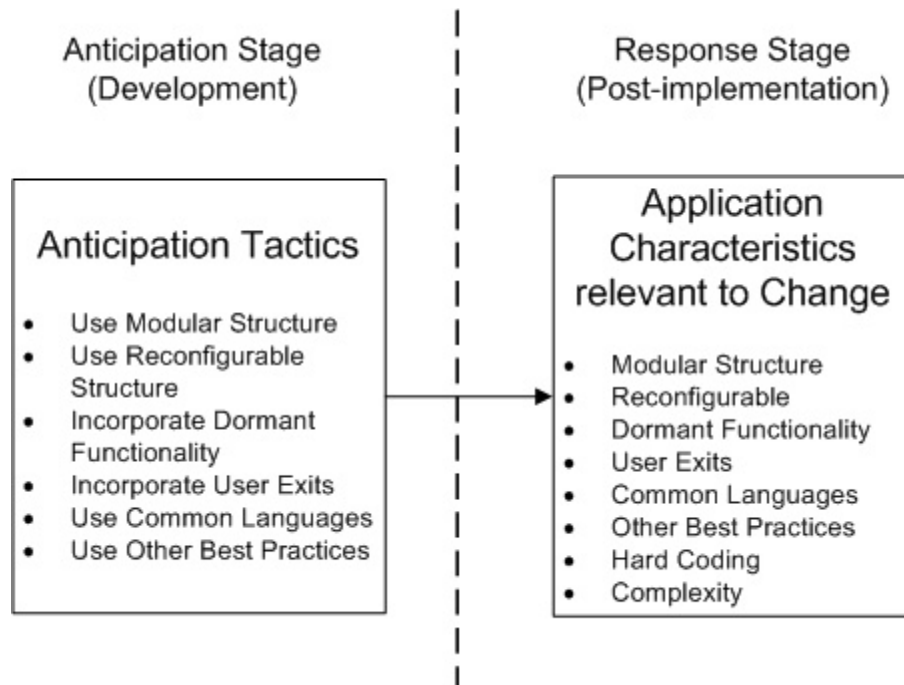 Anticipation Stage
(Development)
Response Stage
(Post-implementation)
Anticipation Tactics
• Use Modular Structure
• Use Reconfigurable
Structure
• Incorporate Dormant
Functionality
• Incorporate User Exits
• Use Common Languages
• Use Other Best Practices
Application
Characteristics
relevant to Change
• Modular Structure
• Reconfigurable
• Dormant Functionality
• User Exits
• Common Languages
• Other Best Practices
• Hard Coding
• Complexity